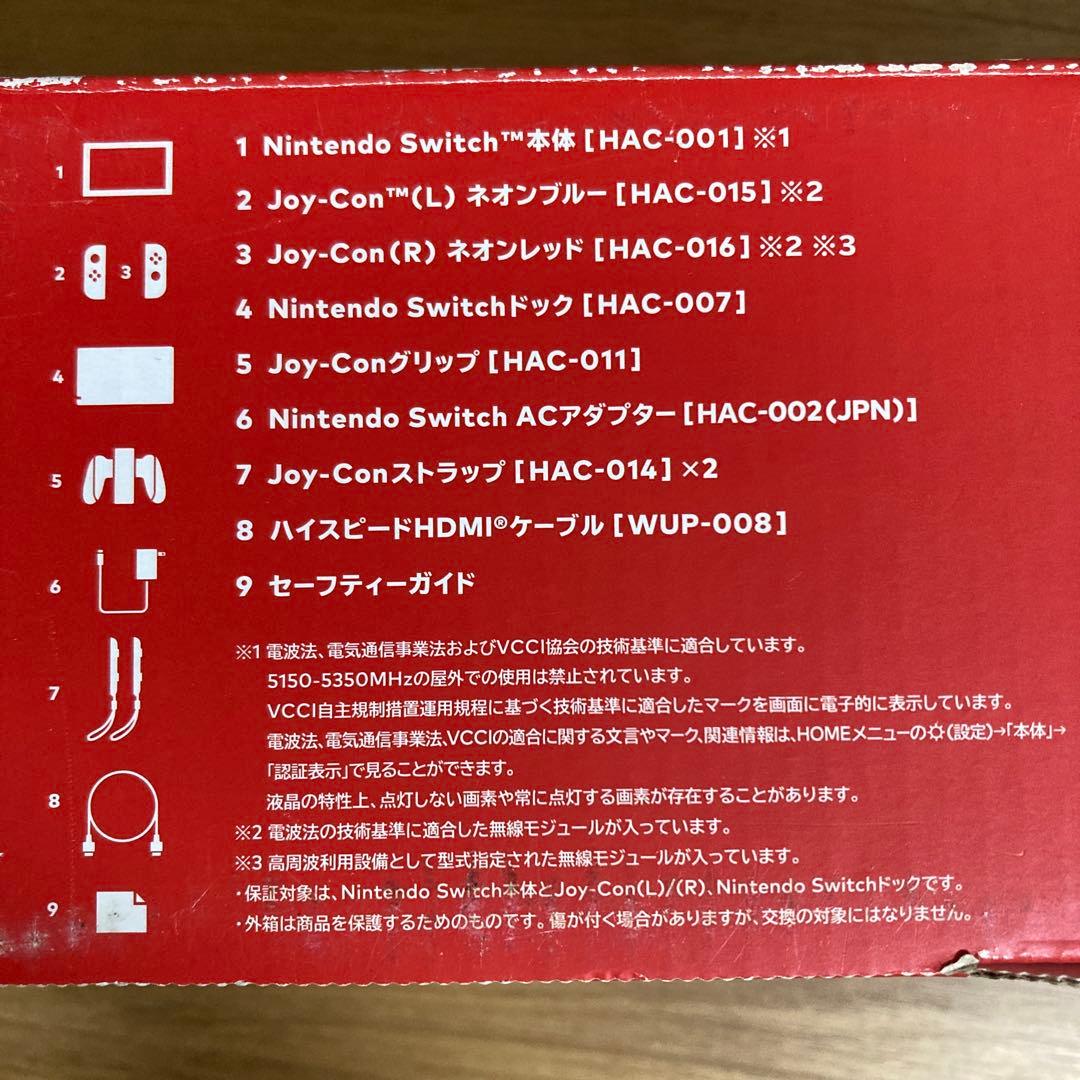 1 Nintendo Switch™本体 [HAC-001] ※1
2 Joy-Con™(L) ネオンブルー [HAC-015] ※2
3 Joy-Con(R) ネオンレッド [HAC-016] ※2 ※3
4 Nintendo Switchドック [HAC-007]
5 Joy-Conグリップ [HAC-011]
6 Nintendo Switch ACアダプター [HAC-002(JPN)]
7 Joy-Conストラップ [HAC-014] ×2
8 ハイスピードHDMI®ケーブル [WUP-008]
9 セーフティーガイド
1
2 3
4
5
6
7
8
9
※1 電波法、電気通信事業法およびVCCI協会の技術基準に適合しています。
5150-5350MHzの屋外での使用は禁止されています。
VCCI自主規制措置運用規程に基づく技術基準に適合したマークを画面に電子的に表示しています。
電波法、電気通信事業法、VCCIの適合に関する文言やマーク、関連情報は、HOMEメニューの(設定)→「本体」→
「認証表示」で見ることができます。
液晶の特性上、点灯しない画素や常に点灯する画素が存在することがあります。
※2 電波法の技術基準に適合した無線モジュールが入っています。
※3 高周波利用設備として型式指定された無線モジュールが入っています。
・保証対象は、Nintendo Switch本体とJoy-Con(L)/(R)、Nintendo Switchドックです。
・外箱は商品を保護するためのものです。傷が付く場合がありますが、交換の対象にはなりません。